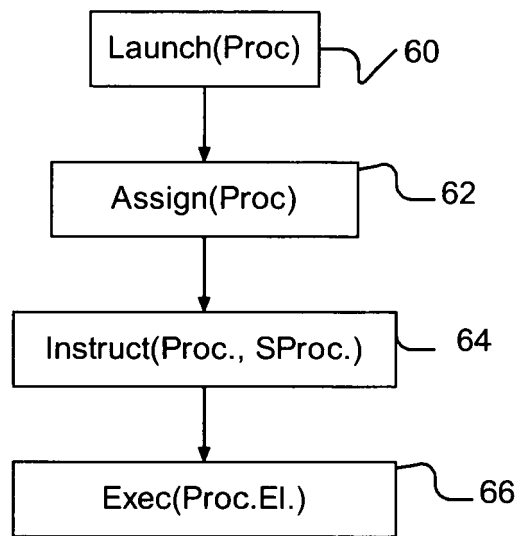 Launch(Proc)
60
Assign(Proc)
62
Instruct(Proc., SProc.)
64
Exec(Proc.El.)
66